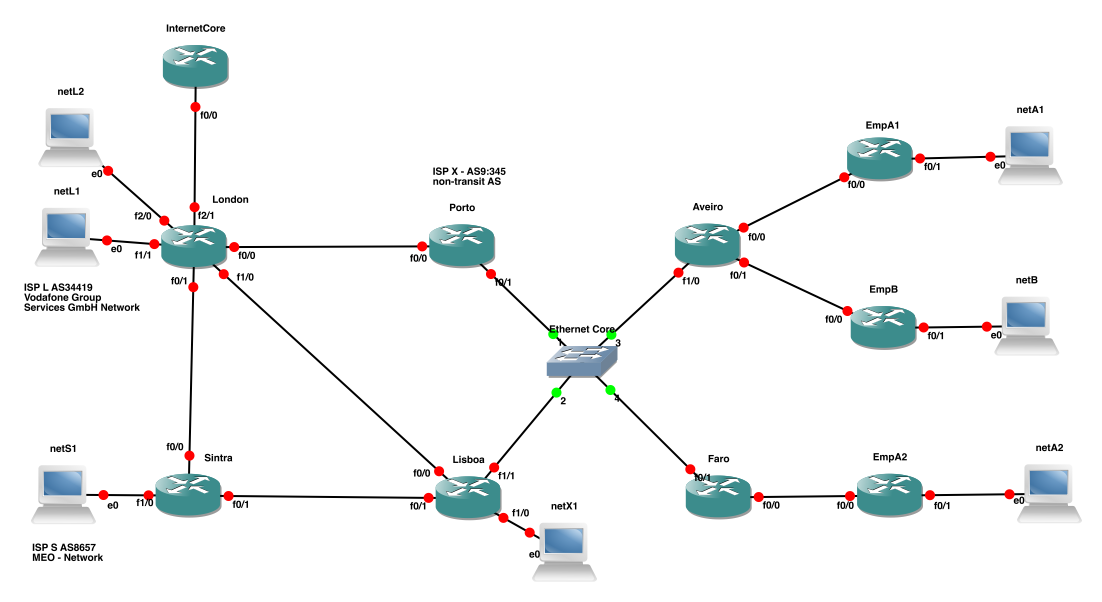 InternetCore
f0/0
netL2
e0
netL1
e0
f2/0
f1/1
London
f2/1
f0/0
f0/1
f1/0
ISP L AS34419
Vodafone Group
Services GmbH Network
ISP X - AS9:345
non-transit AS
Porto
f0/0
f0/1
Ethernet Core
1
3
2
4
Aveiro
f0/0
f0/1
f1/0
EmpA1
f0/0
f0/1
netA1
e0
EmpB
f0/0
f0/1
netB
e0
netS1
e0
f0/0
Sintra
f1/0
f0/1
ISP S AS8657
MEO - Network
Lisboa
f0/0
f1/1
f0/1
f1/0
netX1
e0
Faro
f0/1
f0/0
EmpA2
f0/0
f0/1
netA2
e0